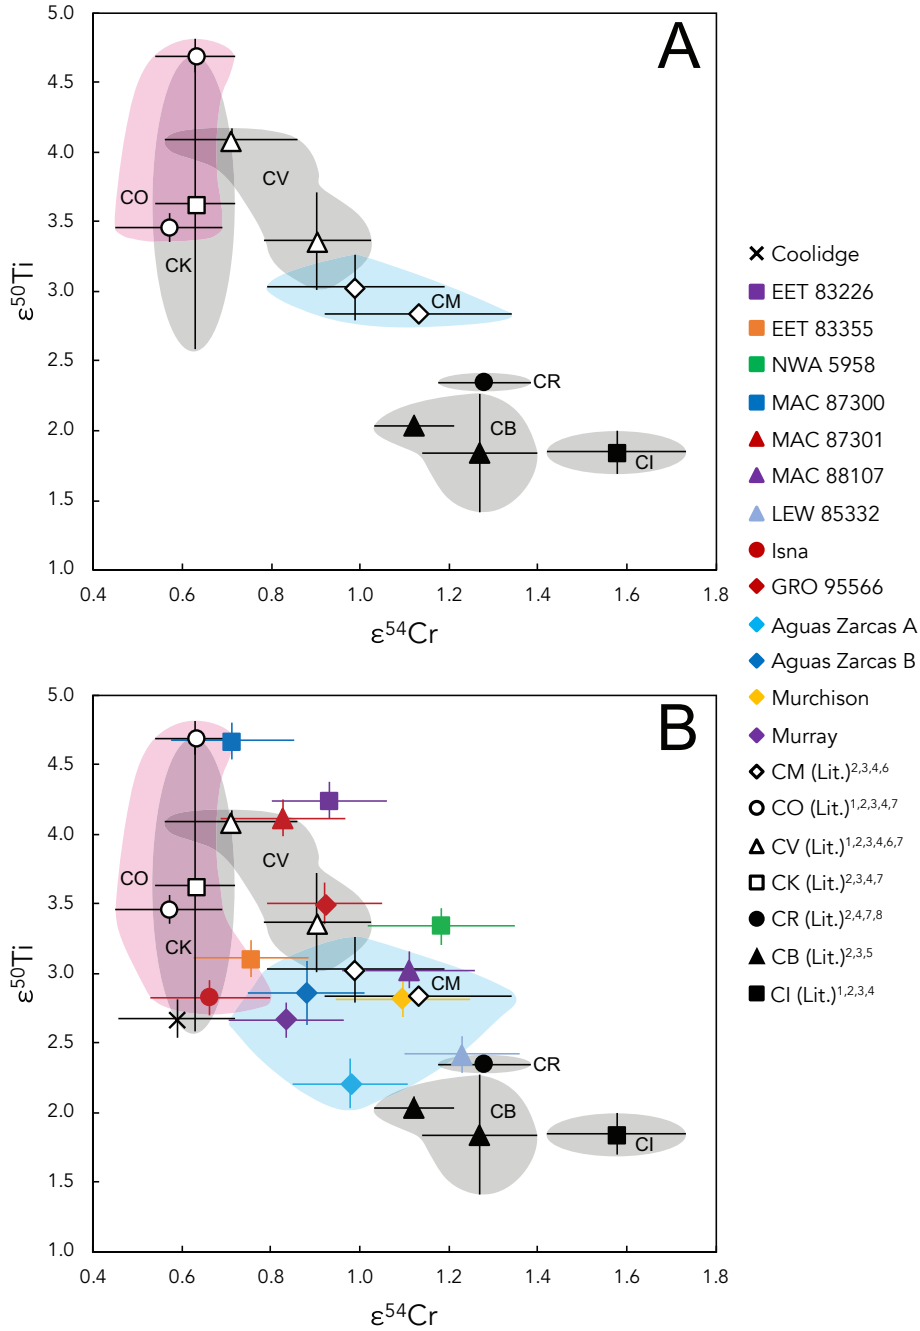 A
5.0
4.5
4.0
3.5
3.0
2.5
2.0
1.5
1.0
ε⁵⁰Ti
CO
CK
CV
CM
CR
CB
CI
0.4 0.6 0.8 1.0 1.2 1.4 1.6 1.8
ε⁵⁴Cr
Coolidge
EET 83226
EET 83355
NWA 5958
MAC 87300
MAC 87301
MAC 88107
LEW 85332
Isna
GRO 95566
Aguas Zarcas A
Aguas Zarcas B
Murchison
Murray
CM (Lit.)²,³,⁴,⁶
CO (Lit.)¹,²,³,⁴,⁷
CV (Lit.)¹,²,³,⁴,⁶,⁷
CK (Lit.)²,³,⁴,⁷
CR (Lit.)²,⁴,⁷,⁸
CB (Lit.)²,³,⁵
CI (Lit.)¹,²,³,⁴
B
5.0
4.5
4.0
3.5
3.0
2.5
2.0
1.5
1.0
ε⁵⁰Ti
CO
CK
CV
CM
CR
CB
CI
0.4 0.6 0.8 1.0 1.2 1.4 1.6 1.8
ε⁵⁴Cr